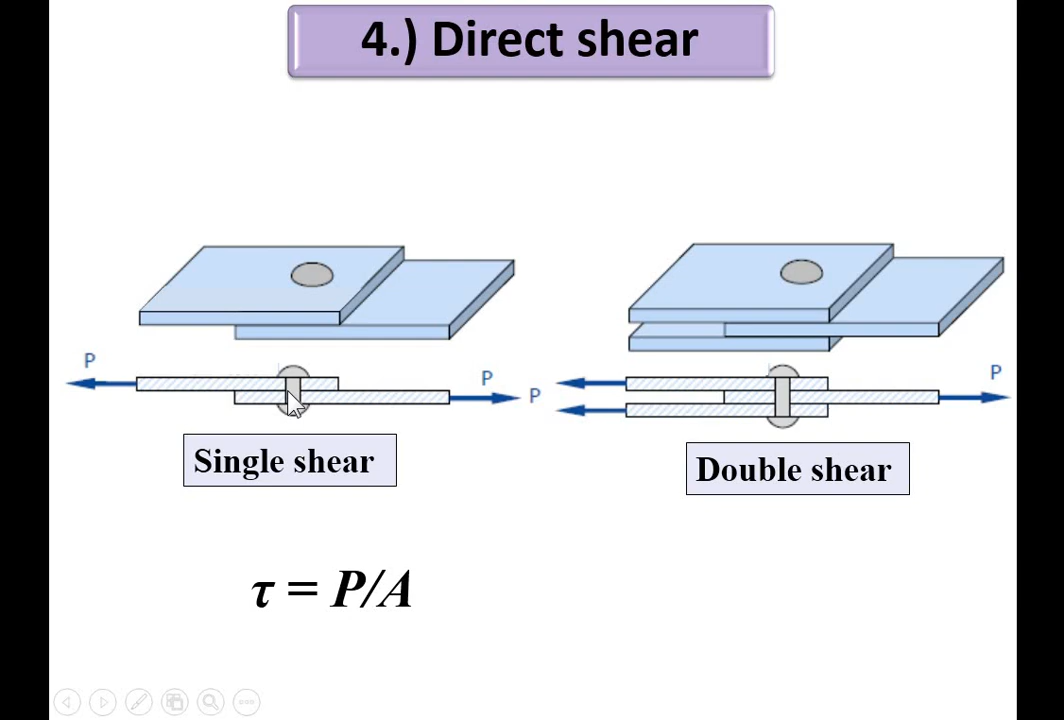 4.) Direct shear
P
P
P
P
Single shear
Double shear
τ = P/A